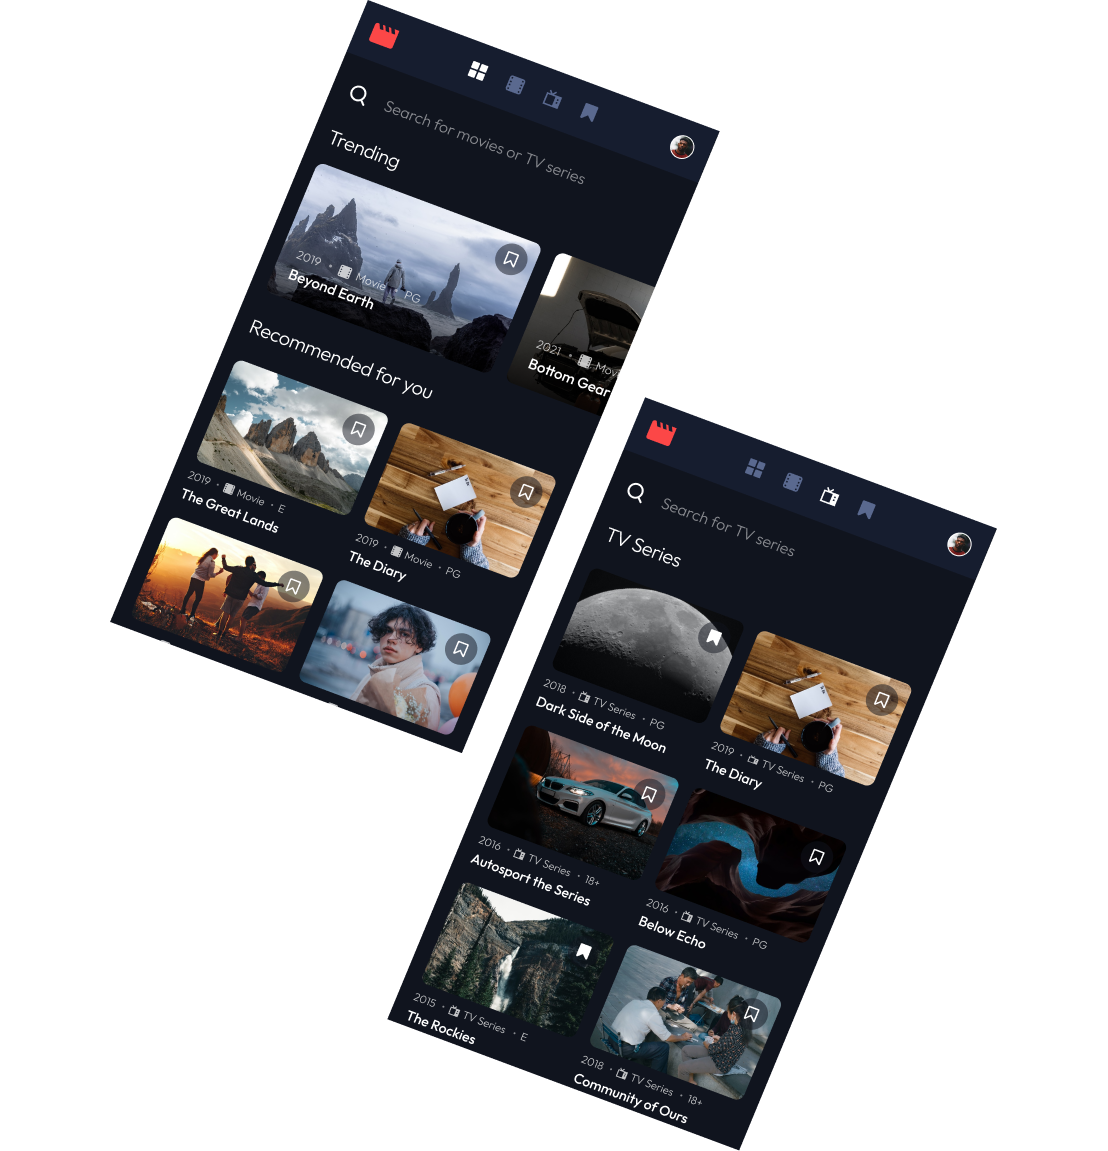 Search for movies or TV series
Trending
2019 · Movie · PG
Beyond Earth
2021 · Mov
Bottom Gear
Recommended for you
2019 · Movie · E
The Great Lands
2019 · Movie · PG
The Diary
Search for TV series
TV Series
2018 · TV Series · PG
Dark Side of the Moon
2019 · TV Series · PG
The Diary
2016 · TV Series · 18+
Autosport the Series
2016 · TV Series · PG
Below Echo
2015 · TV Series · E
The Rockies
2018 · TV Series · 18+
Community of Ours